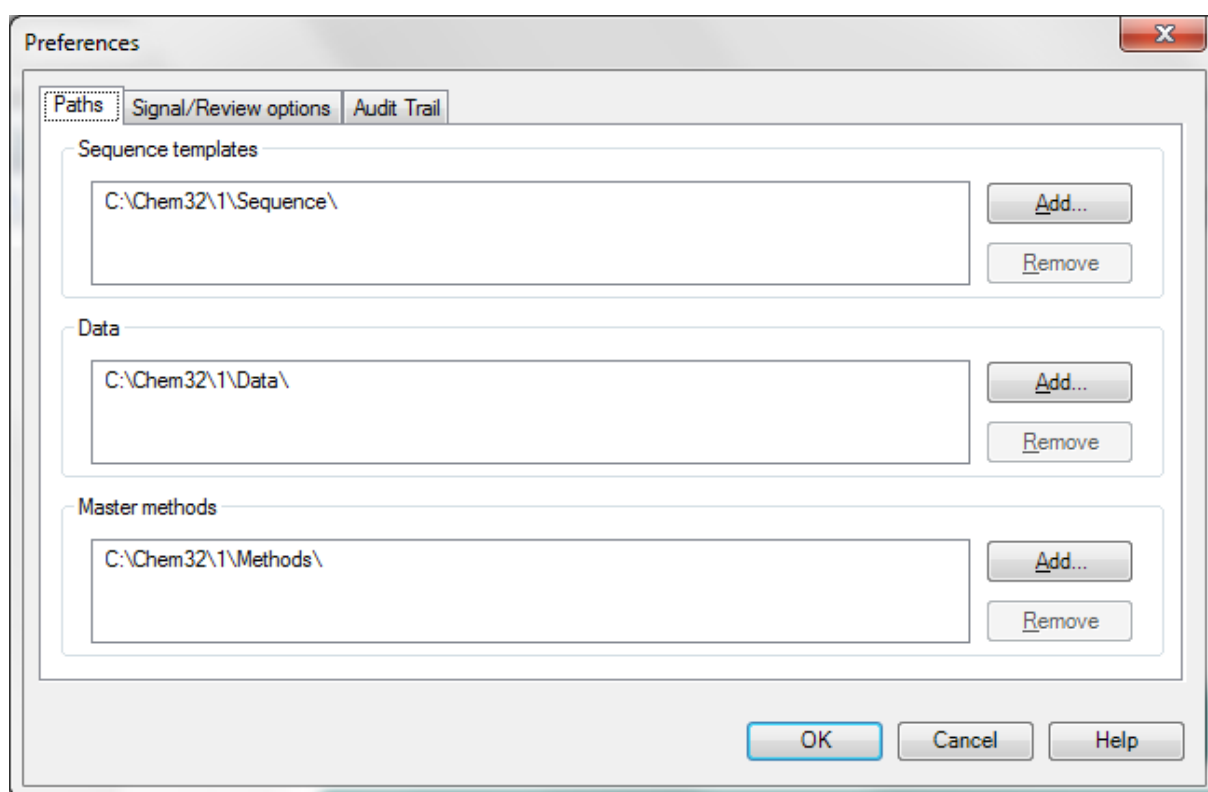 Preferences
Paths Signal/Review options Audit Trail
Sequence templates
C:\Chem32\1\Sequence\
Add...
Remove
Data
C:\Chem32\1\Data\
Add...
Remove
Master methods
C:\Chem32\1\Methods\
Add...
Remove
OK Cancel Help